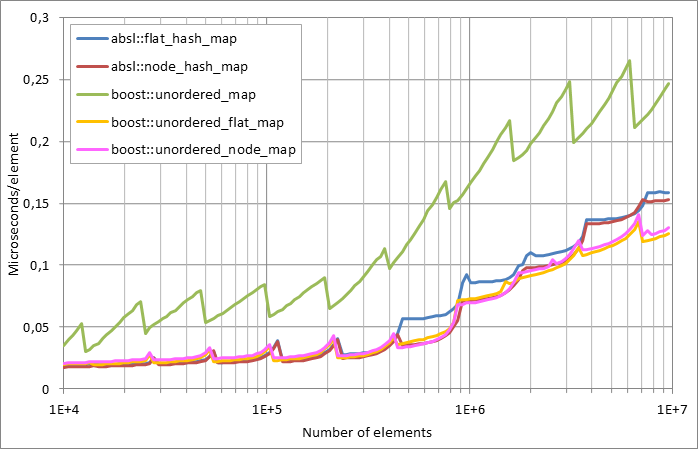 0,3
0,25
0,2
0,15
0,1
0,05
0
Microseconds/element
absl::flat_hash_map
absl::node_hash_map
boost::unordered_map
boost::unordered_flat_map
boost::unordered_node_map
1E+4
1E+5
1E+6
1E+7
Number of elements